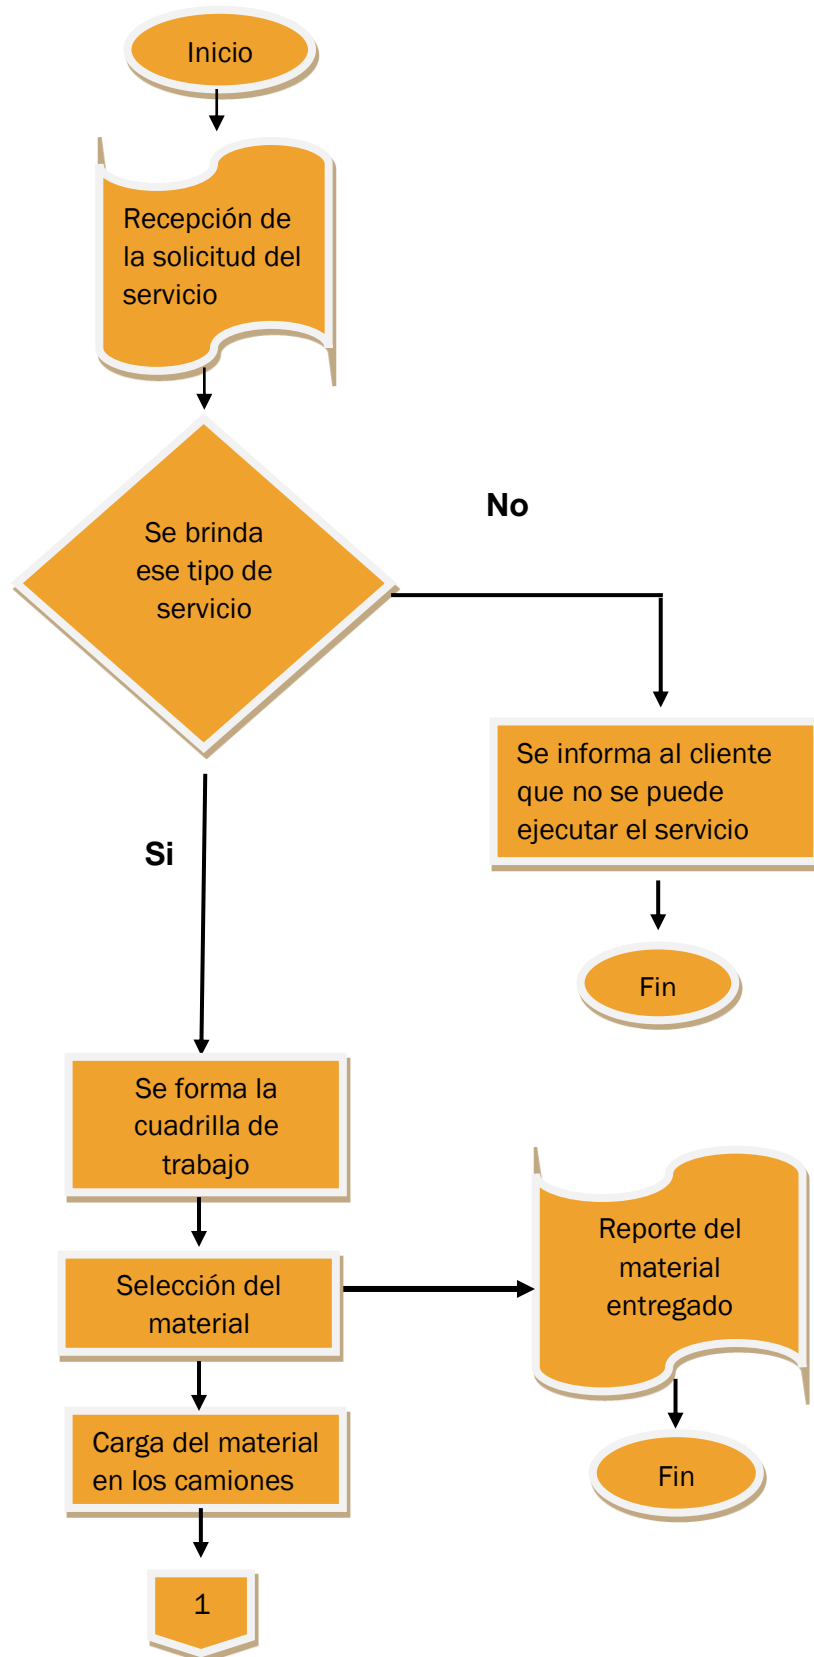 Inicio
Recepción de
la solicitud del
servicio
Se brinda
ese tipo de
servicio
No
Se informa al cliente
que no se puede
ejecutar el servicio
Si
Fin
Se forma la
cuadrilla de
trabajo
Selección del
material
Reporte del
material
entregado
Carga del material
en los camiones
Fin
1